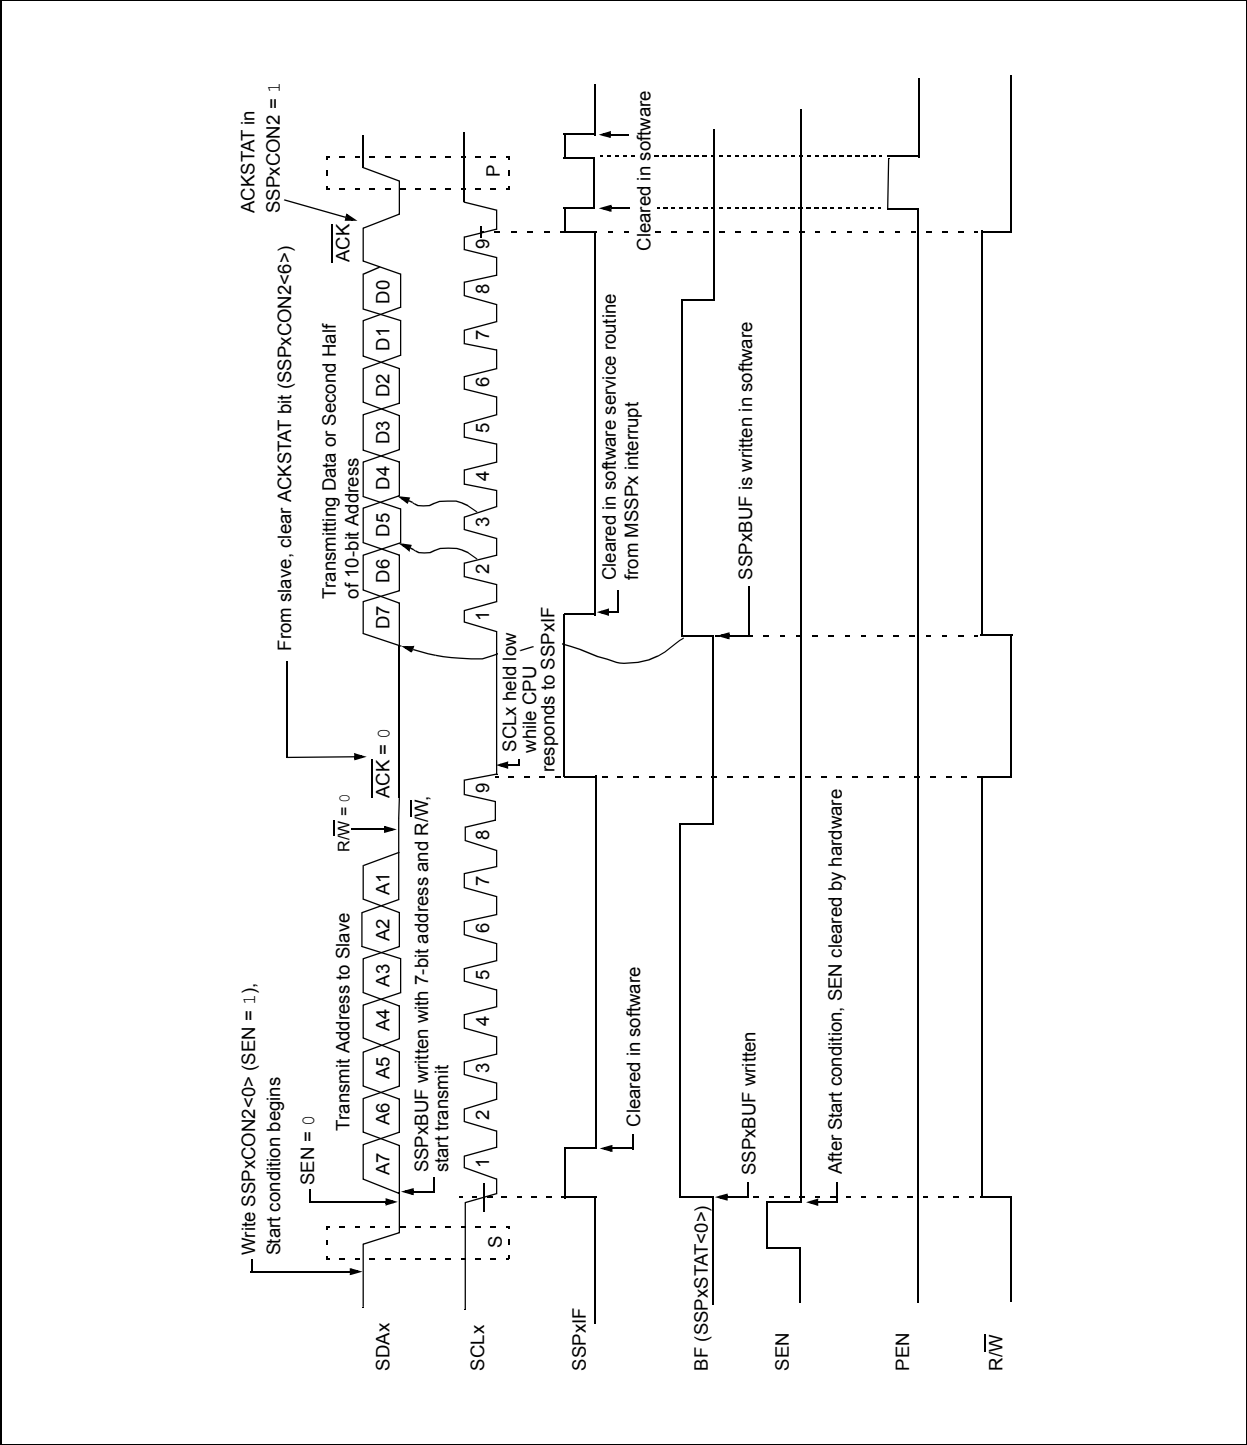 Write SSPxCON2<0> (SEN = 1),
Start condition begins
From slave, clear ACKSTAT bit (SSPxCON2<6>)
ACKSTAT in
SSPxCON2 = 1
SEN = 0
Transmit Address to Slave
R/W = 0
ACK = 0
Transmitting Data or Second Half
of 10-bit Address
ACK
SDAx
A7 A6 A5 A4 A3 A2 A1
D7 D6 D5 D4 D3 D2 D1 D0
SSPxBUF written with 7-bit address and R/W,
start transmit
SCLx
S
1 2 3 4 5 6 7 8 9
1 2 3 4 5 6 7 8 9
P
SCLx held low
while CPU
responds to SSPxIF
SSPxIF
Cleared in software
Cleared in software service routine
from MSSPx interrupt
Cleared in software
BF (SSPxSTAT<0>)
SSPxBUF written
SSPxBUF is written in software
SEN
After Start condition, SEN cleared by hardware
PEN
R/W